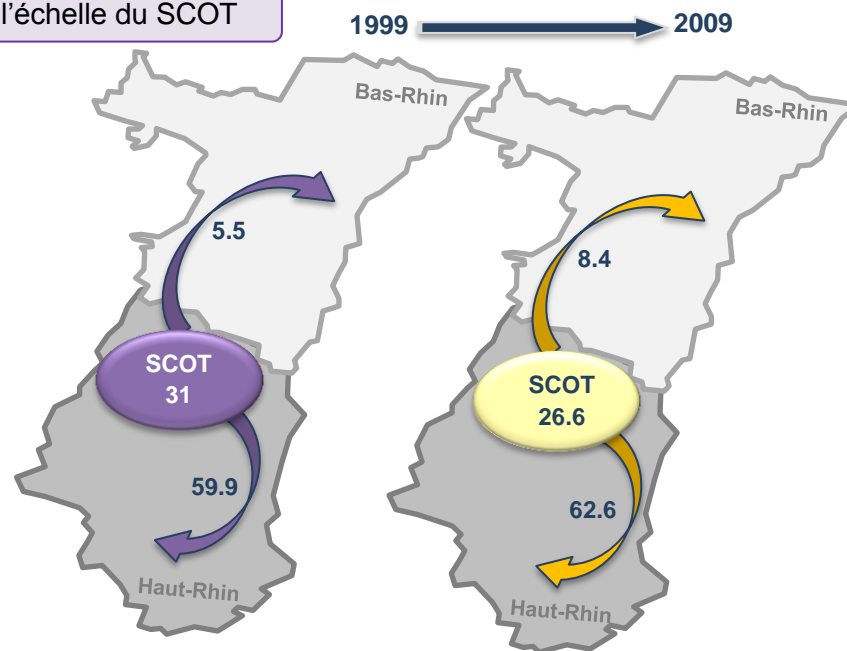 l'échelle du SCOT
1999
2009
Bas-Rhin
5.5
SCOT
31
59.9
Haut-Rhin
Bas-Rhin
8.4
SCOT
26.6
62.6
Haut-Rhin